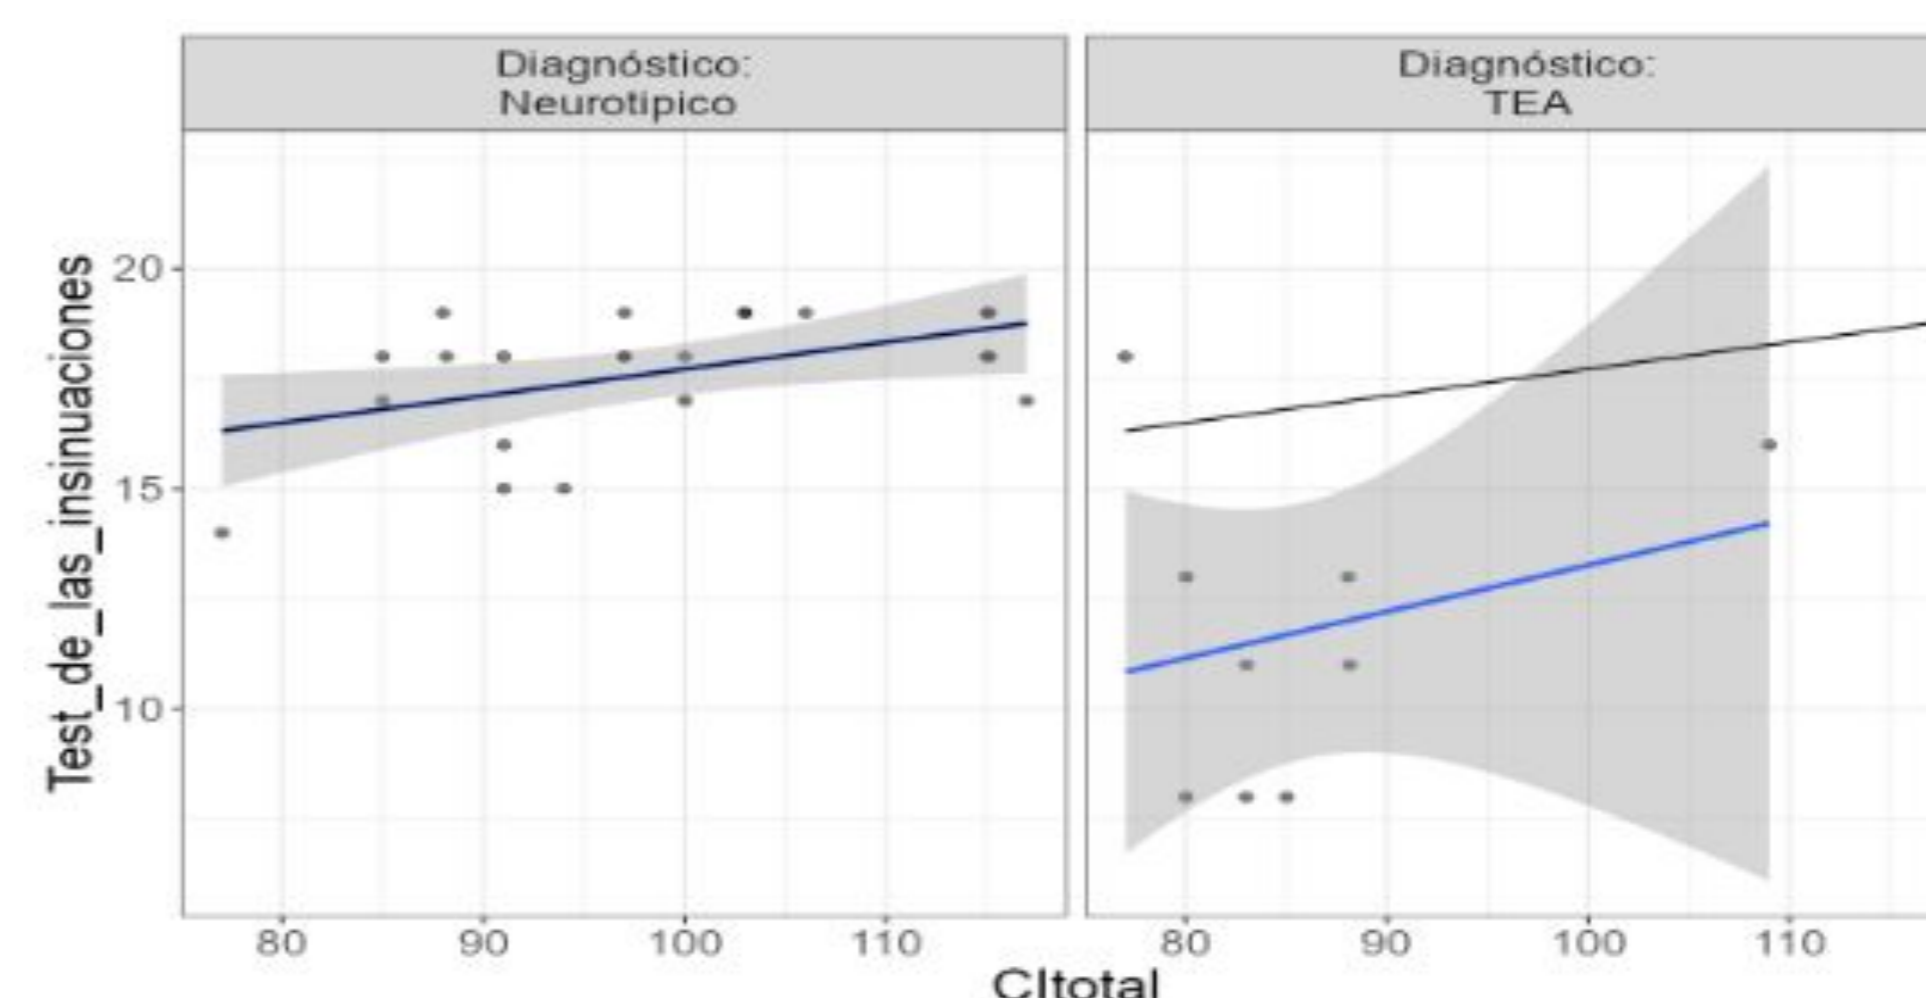 Diagnóstico:
Neurotipico
Diagnóstico:
TEA
Test_de_las_insinuaciones
20
15
10
80 90 100 110
80 90 100 110
CItotal